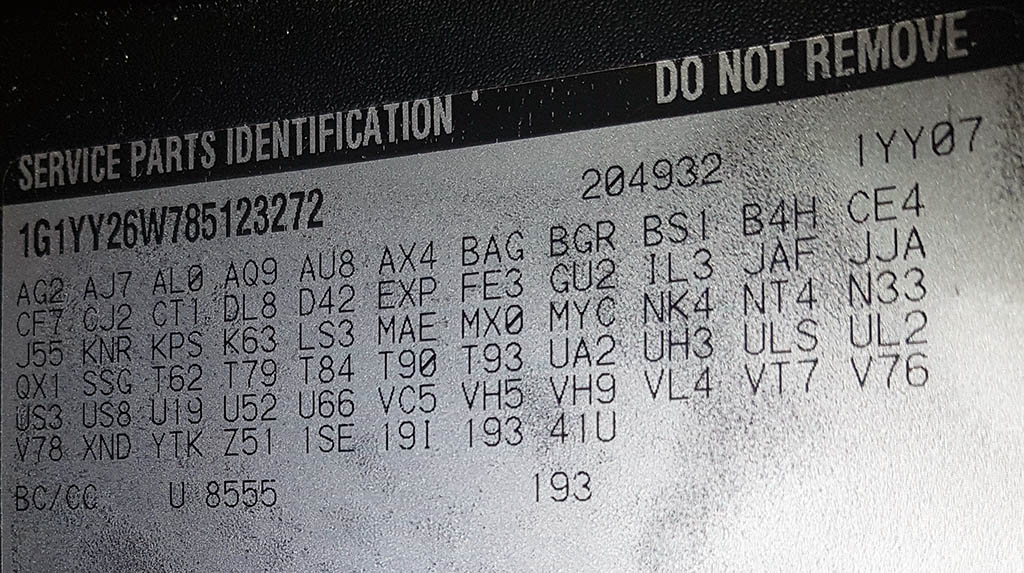 SERVICE PARTS IDENTIFICATION DO NOT REMOVE
1G1YY26W785123272 204932 1YY07
AG2 AJ7 AL0 AQ9 AU8 AX4 BAG BGR BS1 B4H CE4
CF7 CJ2 CT1 DL8 D42 EXP FE3 GU2 IL3 JAF JJA
J55 KNR KPS K63 LS3 MAE MX0 MYC NK4 NT4 N33
QX1 SSG T62 T79 T84 T90 T93 UA2 UH3 ULS UL2
US3 US8 U19 U52 U66 VC5 VH5 VH9 VL4 VT7 V76
V78 XND YTK Z51 1SE 19I 193 41U
BC/CC U 8555 193